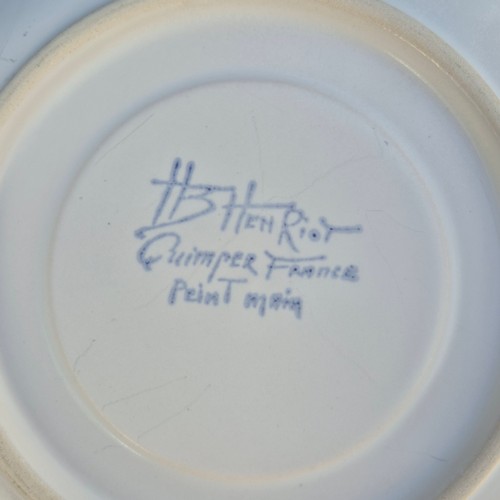 HB HenRioT
Quimper France
Peint main